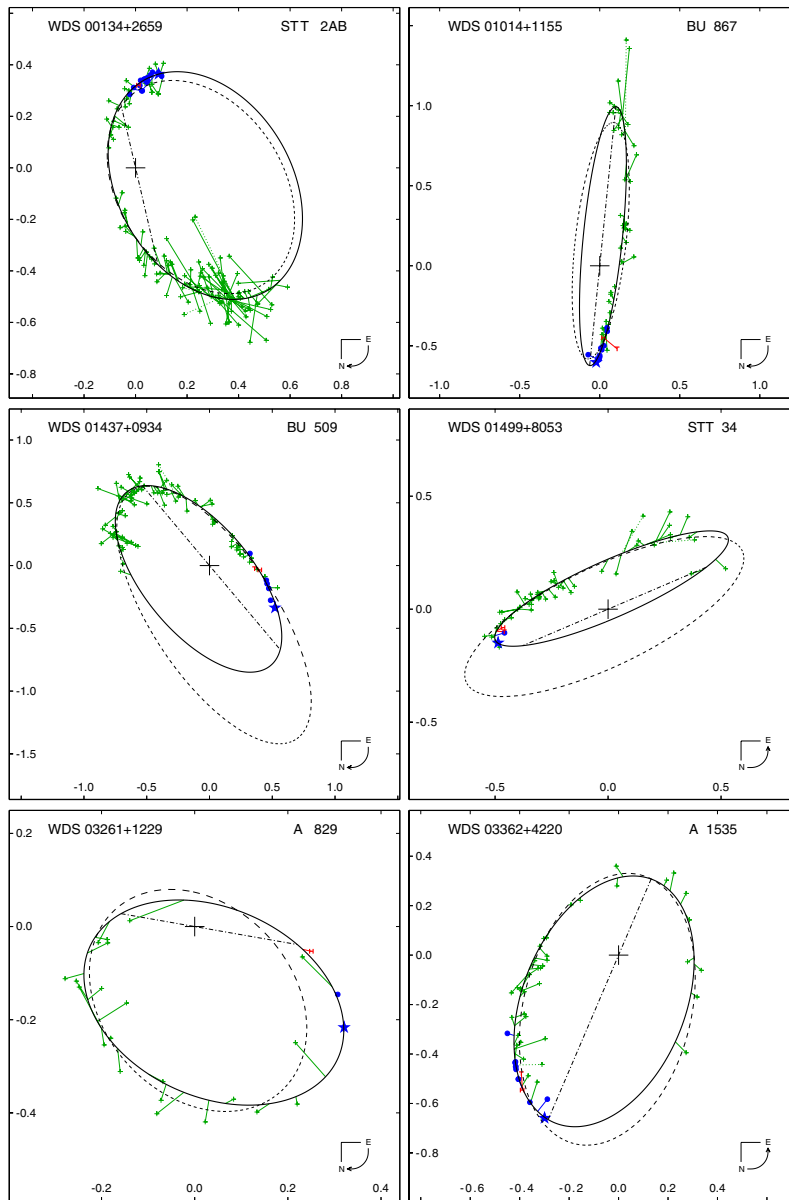 WDS 00134+2659 STT 2AB
0.4
0.2
0.0
-0.2
-0.4
-0.6
-0.8
-0.2 0.0 0.2 0.4 0.6 0.8
E
N
WDS 01014+1155 BU 867
1.0
0.5
0.0
-0.5
-1.0 -0.5 0.0 0.5 1.0
E
N
WDS 01437+0934 BU 509
1.0
0.5
0.0
-0.5
-1.0
-1.5
-1.0 -0.5 0.0 0.5 1.0
E
N
WDS 01499+8053 STT 34
0.5
0.0
-0.5
-0.5 0.0 0.5
E
N
WDS 03261+1229 A 829
0.2
0.0
-0.2
-0.4
-0.2 0.0 0.2 0.4
E
N
WDS 03362+4220 A 1535
0.4
0.2
0.0
-0.2
-0.4
-0.6
-0.8
-0.6 -0.4 -0.2 0.0 0.2 0.4 0.6
E
N